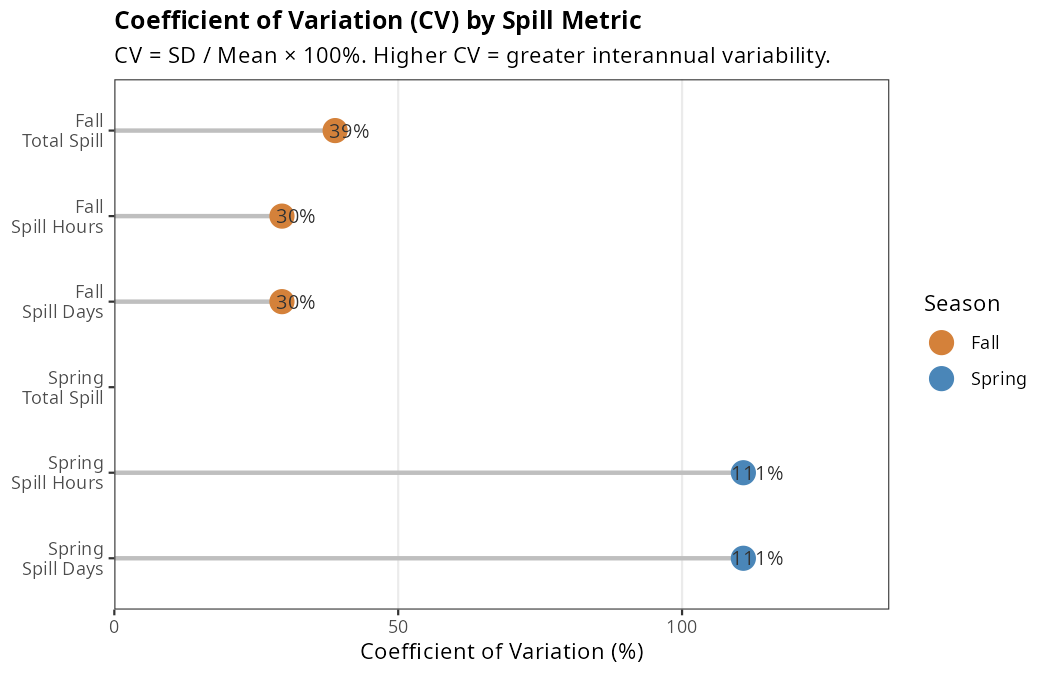 Coefficient of Variation (CV) by Spill Metric
CV = SD / Mean × 100%. Higher CV = greater interannual variability.
Fall
Total Spill
39%
Fall
Spill Hours
30%
Fall
Spill Days
30%
Spring
Total Spill
Spring
Spill Hours
111%
Spring
Spill Days
111%
0
50
100
Coefficient of Variation (%)
Season
Fall
Spring